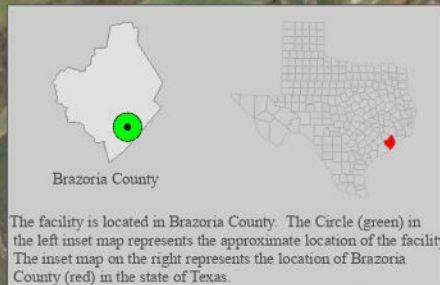 Brazoria County
The facility is located in Brazoria County.  The Circle (green) in
the left inset map represents the approximate location of the facility
The inset map on the right represents the location of Brazoria
County (red) in the state of Texas.